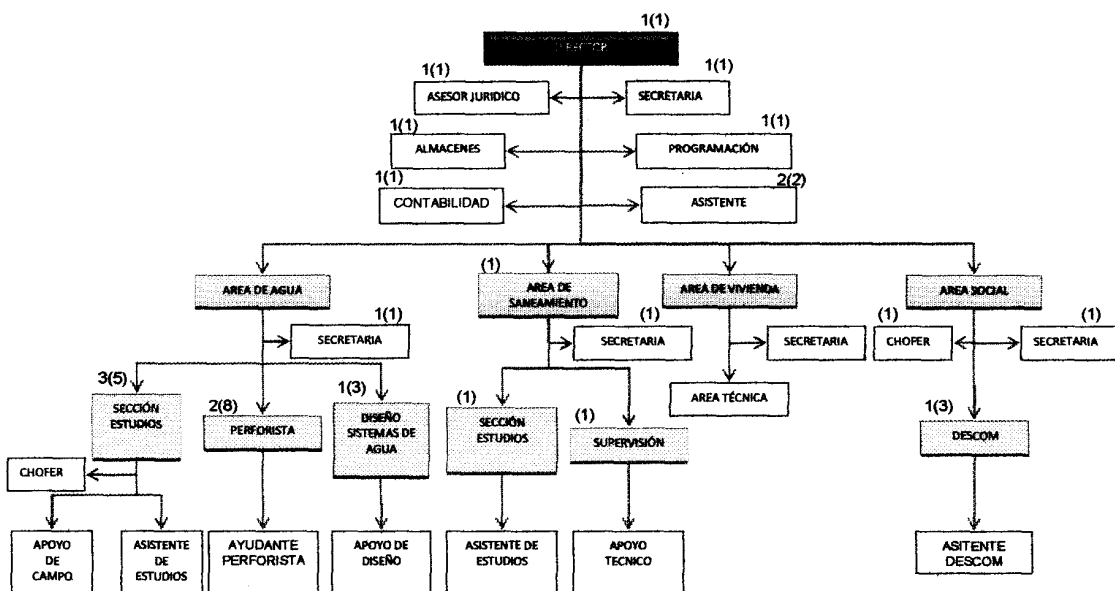 1(1)
DIRECTOR
1(1)
1(1)
ASESOR JURIDICO
SECRETARIA
1(1)
1(1)
ALMACENES
PROGRAMACIÓN
1(1)
2(2)
CONTABILIDAD
ASISTENTE
(1)
AREA DE AGUA
AREA DE
SANEAMIENTO
AREA DE VIVIENDA
AREA SOCIAL
1(1)
(1)
(1)
(1)
SECRETARIA
SECRETARIA
SECRETARIA
CHOFER
SECRETARIA
3(5)
2(8)
1(3)
(1)
(1)
1(3)
SECCIÓN
ESTUDIOS
PERFORISTA
DISEÑO
SISTEMAS DE
AGUA
SECCIÓN
ESTUDIOS
SUPERVISIÓN
AREA TÉCNICA
DESCOM
CHOFER
APOYO
DE
CAMPO
ASISTENTE
DE
ESTUDIOS
AYUDANTE
PERFORISTA
APOYO DE
DISEÑO
ASISTENTE DE
ESTUDIOS
APOYO
TECNICO
ASITENTE
DESCOM